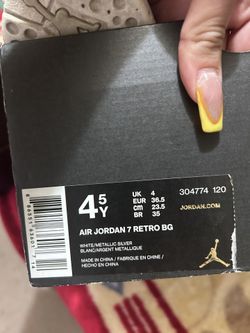 4 5Y
UK 4
EUR 36.5
CM 23.5
BR 35
304774 120
JORDAN.COM
AIR JORDAN 7 RETRO BG
WHITE/METALLIC SILVER
BLANC/ARGENT METALLIQUE
MADE IN CHINA / FABRIQUE EN CHINE /
HECHO EN CHINA